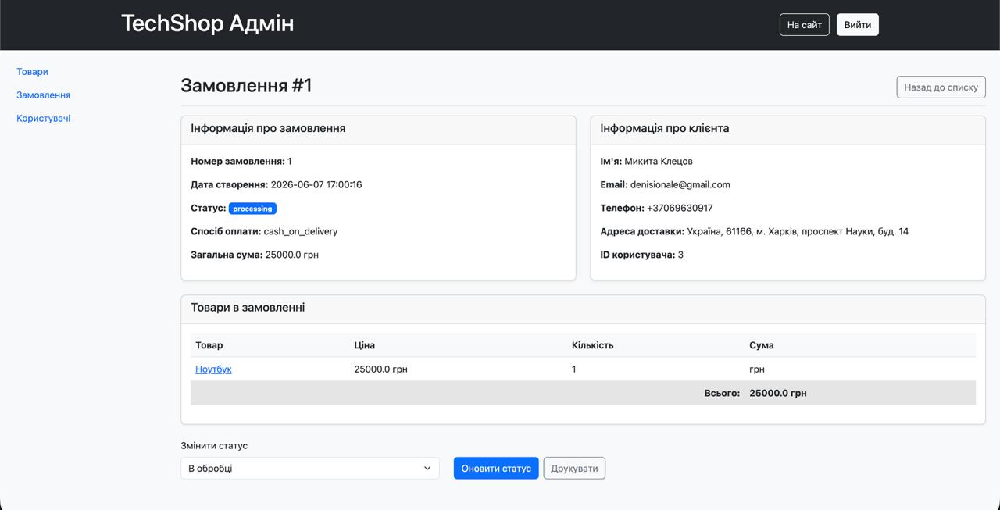 TechShop Адмін
На сайт
Вийти
Товари
Замовлення
Користувачі
Замовлення #1
Назад до списку
Інформація про замовлення
Номер замовлення: 1
Дата створення: 2026-06-07 17:00:16
Статус: processing
Спосіб оплати: cash_on_delivery
Загальна сума: 25000.0 грн
Інформація про клієнта
Ім'я: Микита Клецов
Email: denisionale@gmail.com
Телефон: +37069630917
Адреса доставки: Україна, 61166, м. Харків, проспект Науки, буд. 14
ID користувача: 3
Товари в замовленні
Товар Ціна Кількість Сума
Ноутбук 25000.0 грн 1 грн
Всього: 25000.0 грн
Змінити статус
В обробці
Оновити статус
Друкувати